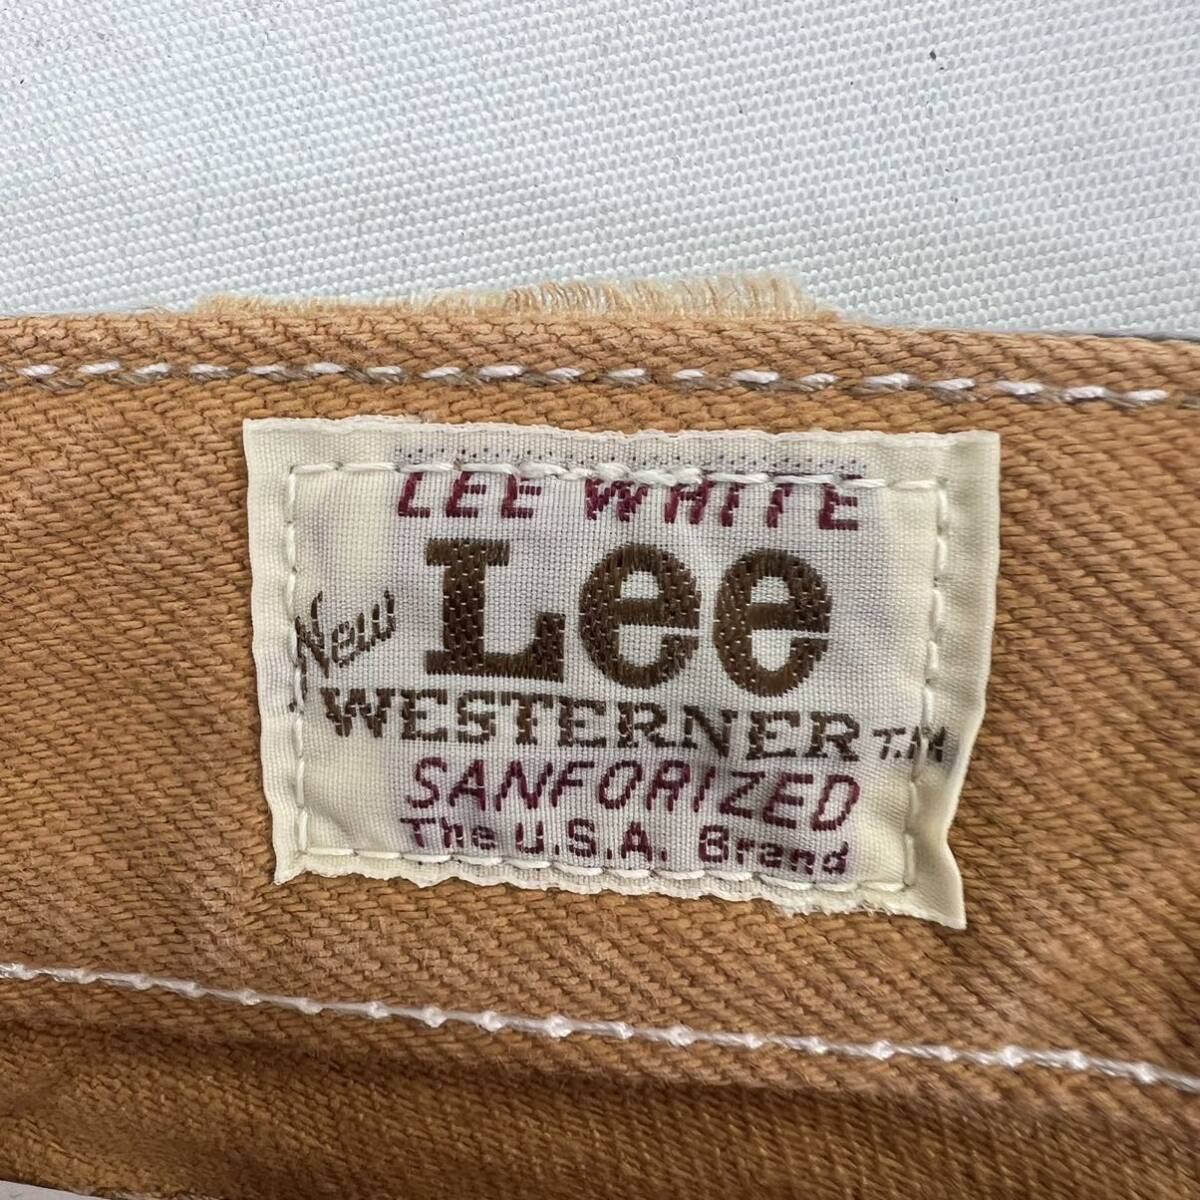 LEE WHITE
Lee
New
WESTERNER T.M
SANFORIZED
The U.S.A. Brand